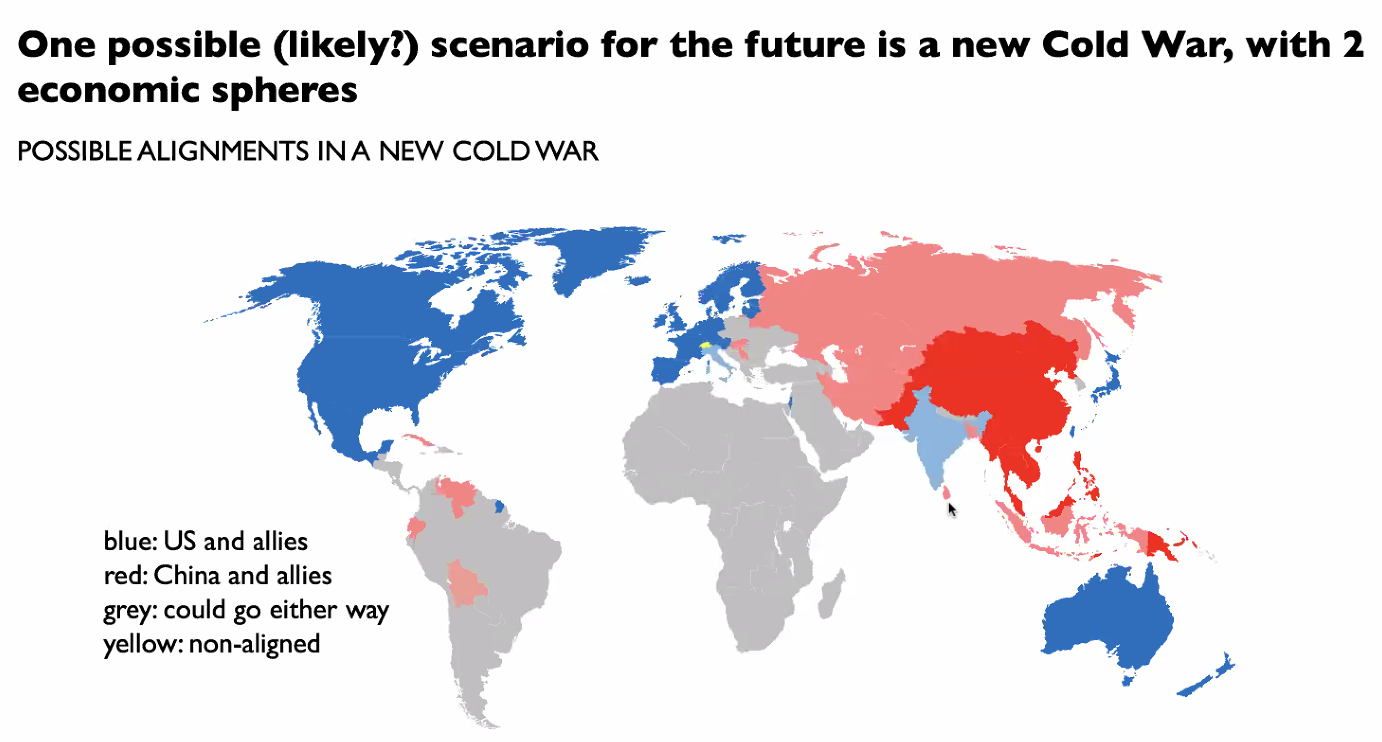 One possible (likely?) scenario for the future is a new Cold War, with 2
economic spheres
POSSIBLE ALIGNMENTS IN A NEW COLD WAR
blue: US and allies
red: China and allies
grey: could go either way
yellow: non-aligned